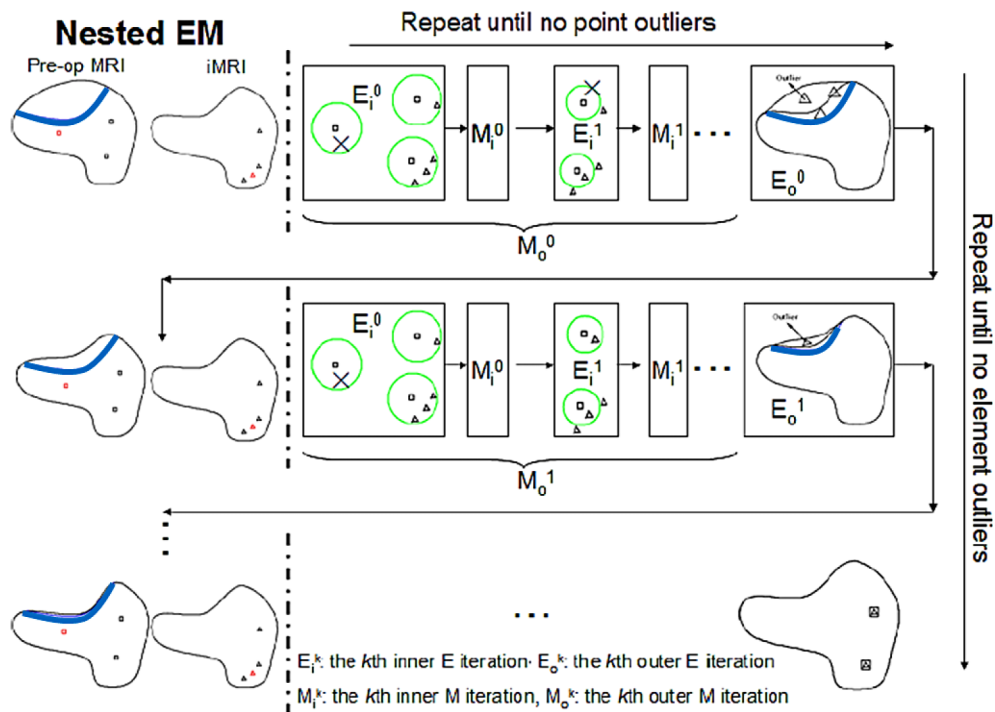 Nested EM
Repeat until no point outliers
Pre-op MRI
iMRI
E_i^0
M_i^0
E_i^1
M_i^1
...
Outlier
E_o^0
M_o^0
E_i^0
M_i^0
E_i^1
M_i^1
...
Outlier
E_o^1
M_o^1
Repeat until no element outliers
...
...
E_i^k: the kth inner E iteration· E_o^k: the kth outer E iteration
M_i^k: the kth inner M iteration, M_o^k: the kth outer M iteration